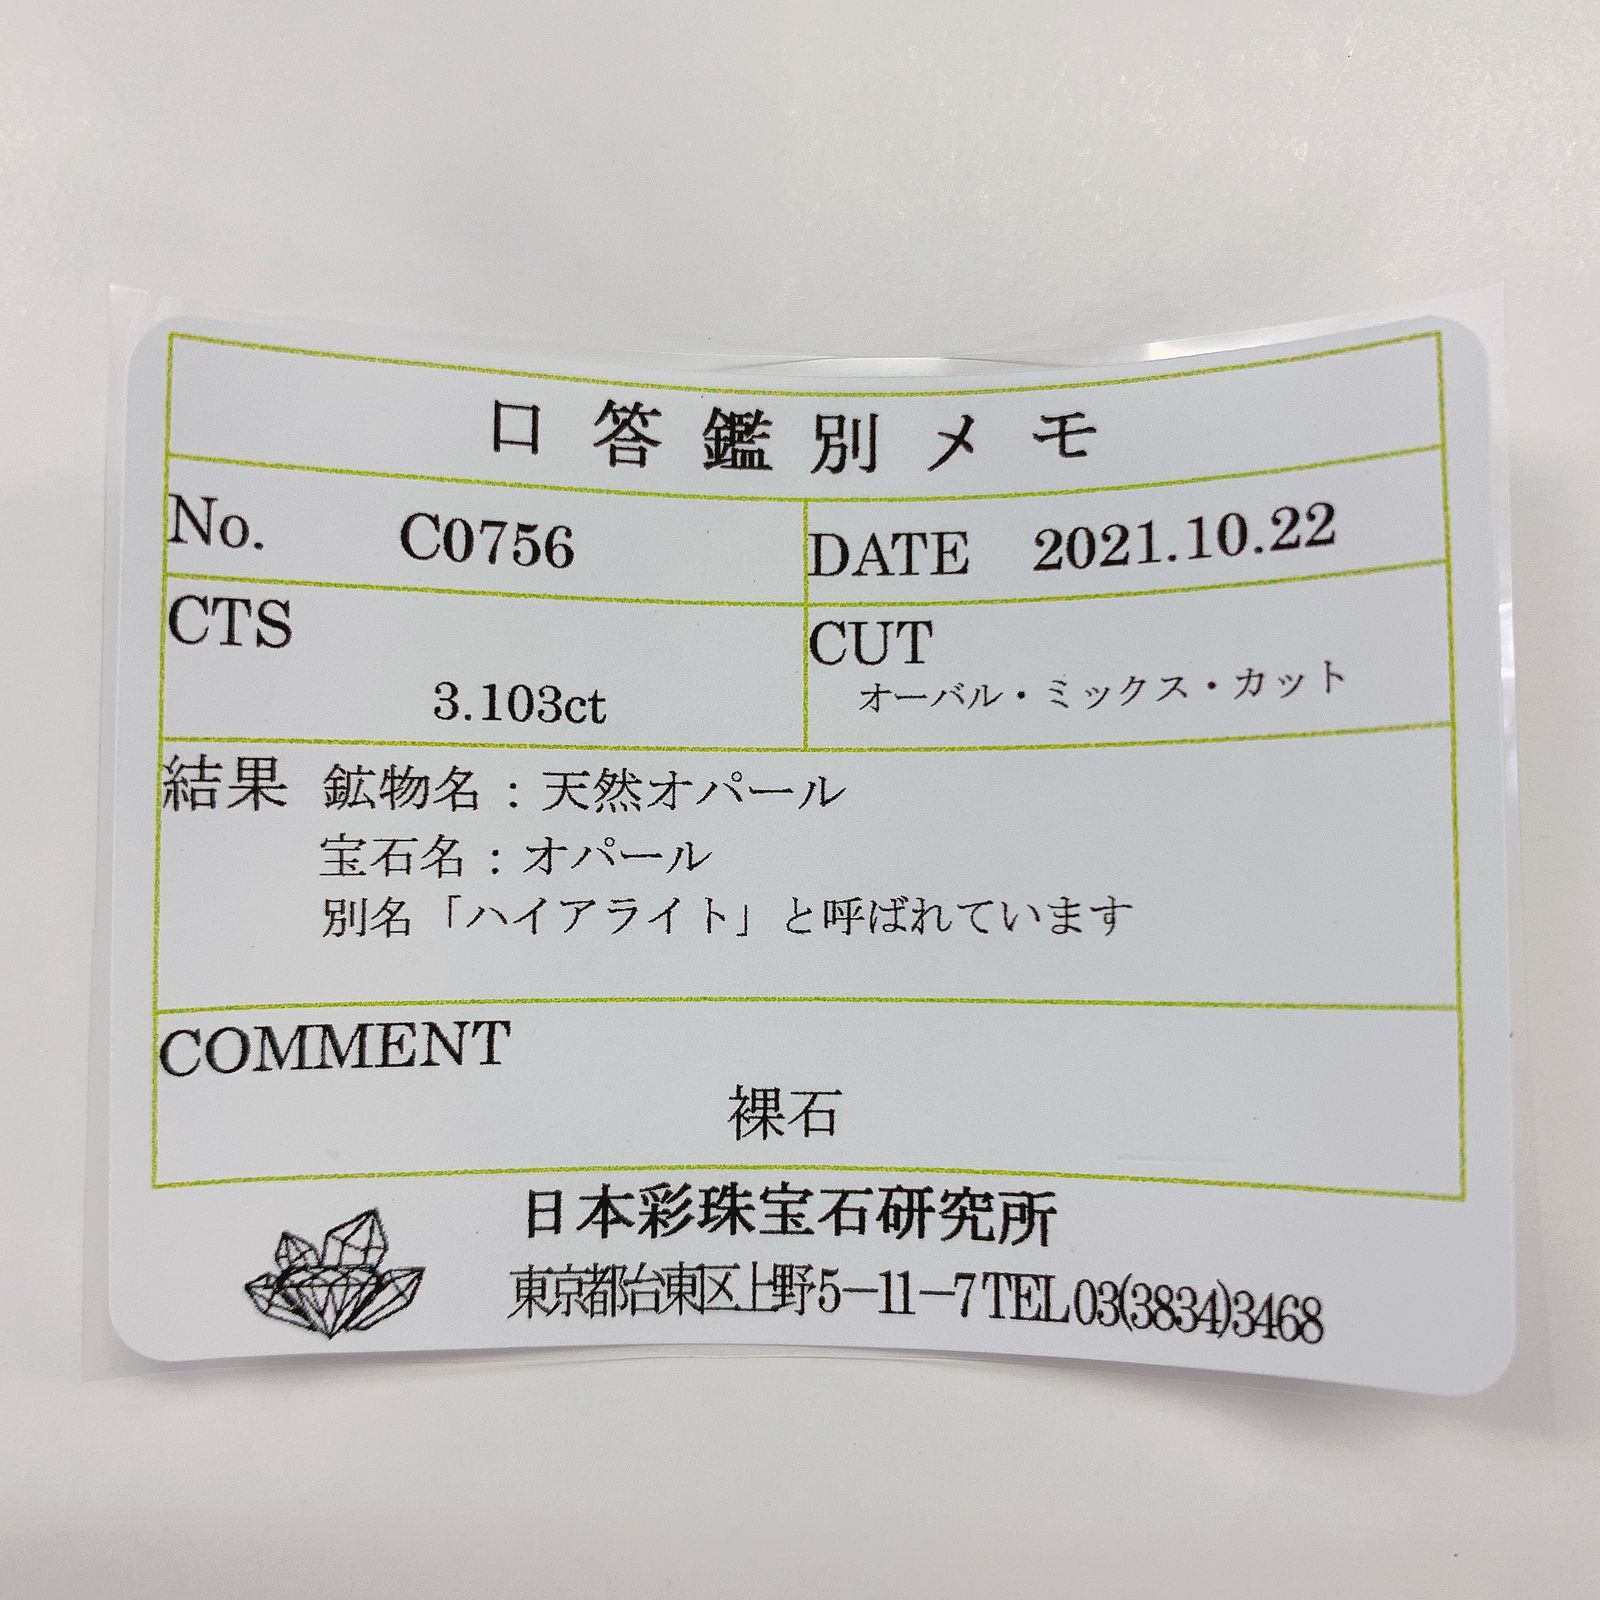 口答鑑別メモ
No. C0756 DATE 2021.10.22
CTS 3.103ct
CUT オーバル・ミックス・カット
結果 鉱物名：天然オパール
宝石名：オパール
別名「ハイアライト」と呼ばれています
COMMENT
裸石
日本彩珠宝石研究所
東京都台東区上野5－11－7 TEL 03(3834)3468